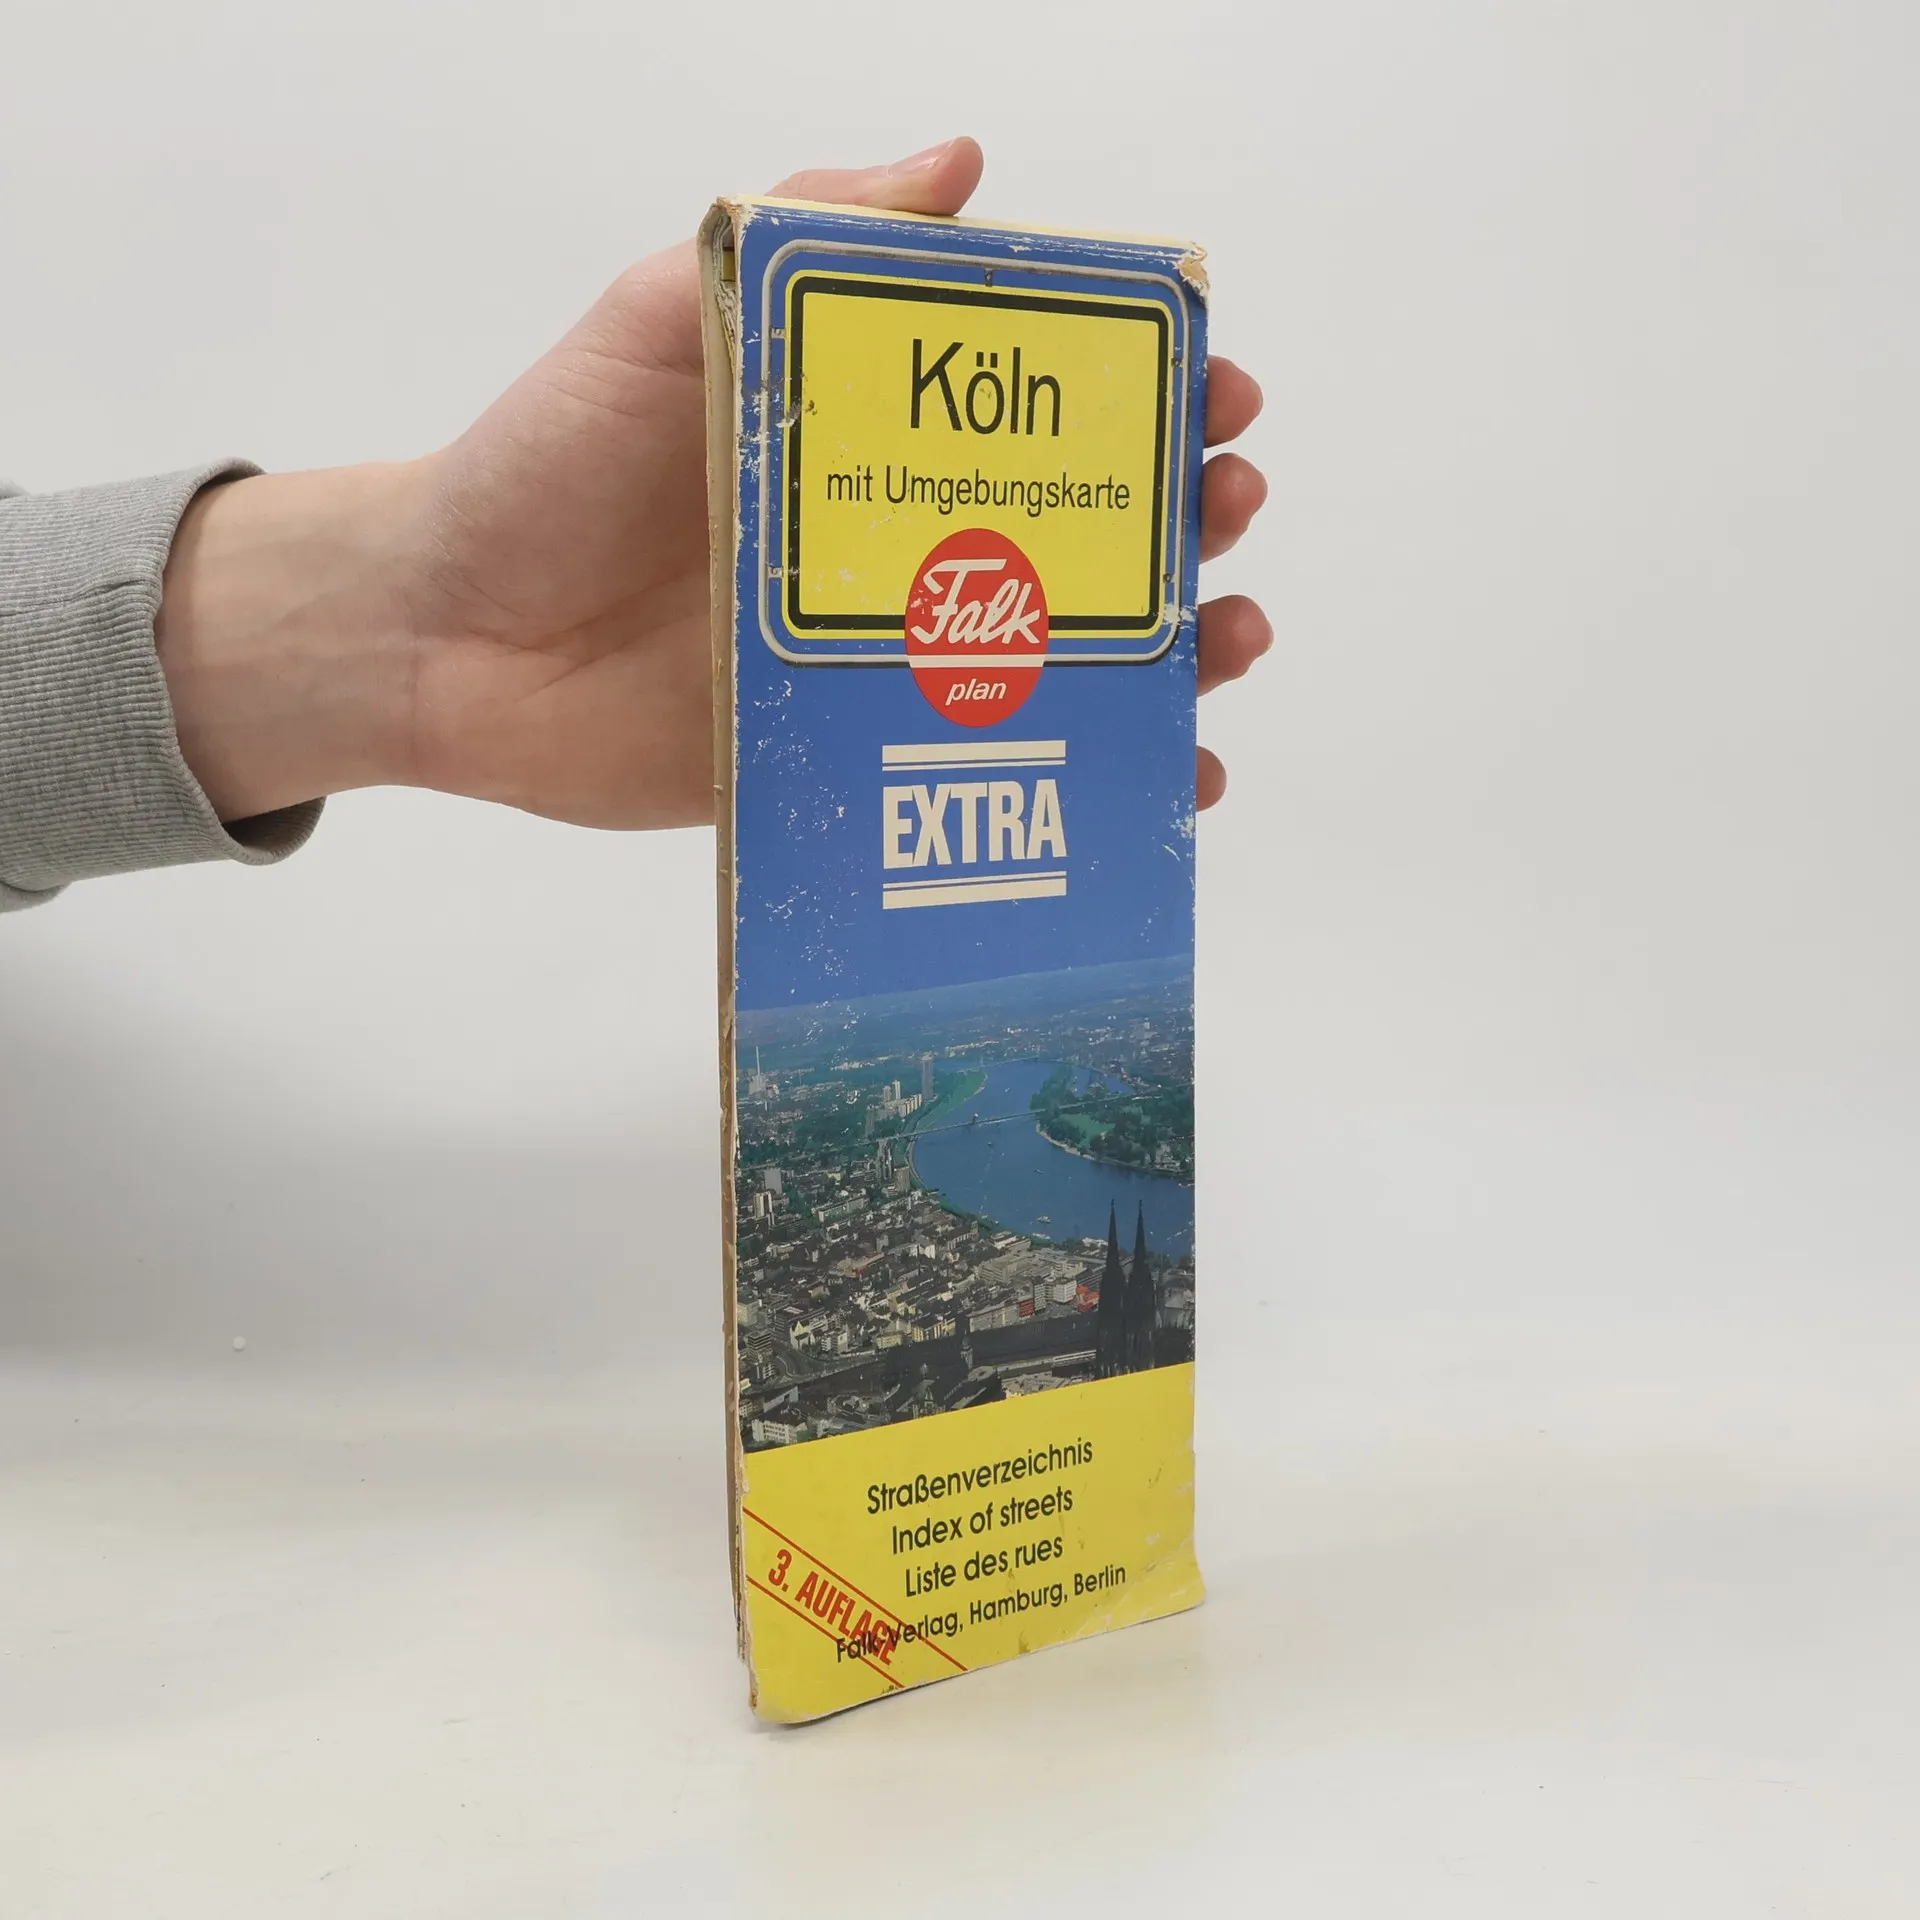 Köln
mit Umgebungskarte
Falk
plan
EXTRA
Straßenverzeichnis
Index of streets
Liste des rues
3. AUFLAGE
Falk-Verlag, Hamburg, Berlin